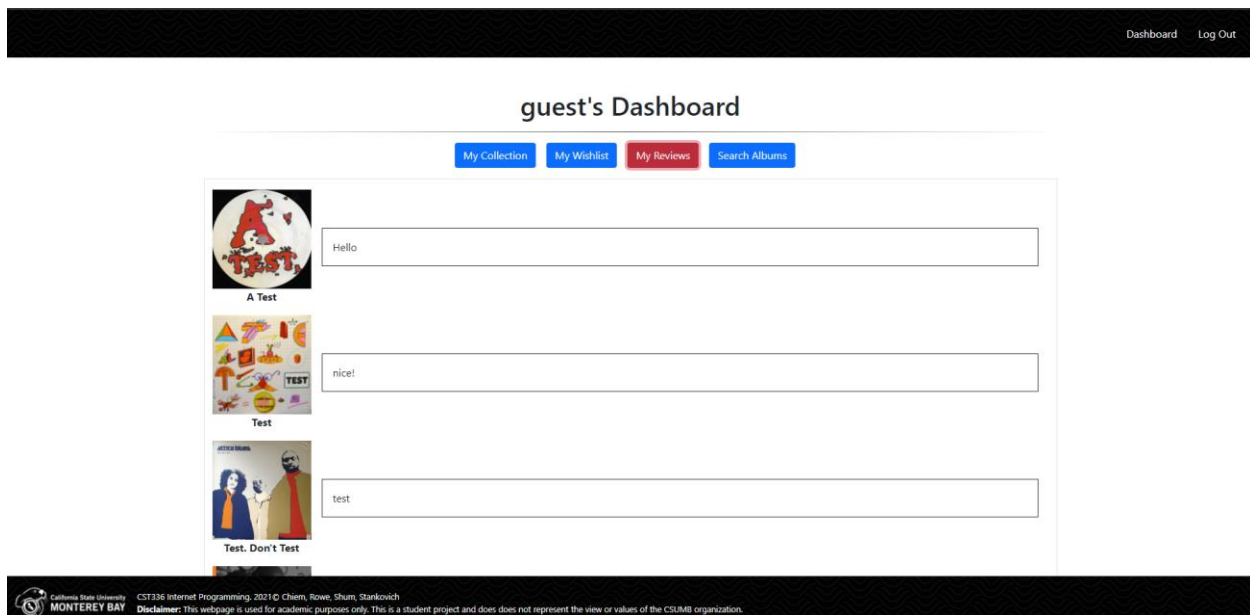 Dashboard Log Out
guest's Dashboard
My Collection My Wishlist My Reviews Search Albums
A
TEST
Hello
A Test
TEST
nice!
Test
test
Test. Don't Test
California State University
MONTEREY BAY
CST336 Internet Programming. 2021© Chiem, Rowe, Shum, Stankovich
Disclaimer: This webpage is used for academic purposes only. This is a student project and does does not represent the view or values of the CSUMB organization.